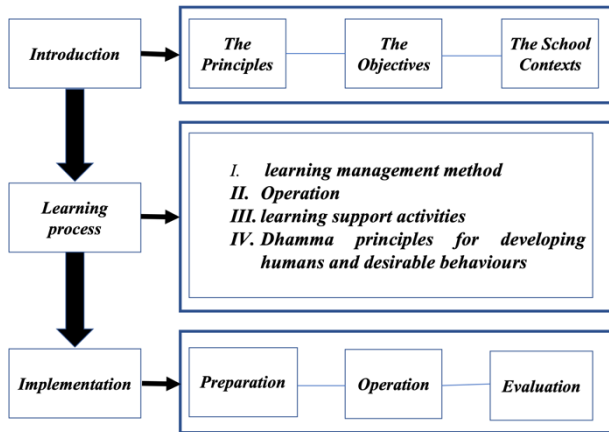 Introduction
The
Principles
The
Objectives
The School
Contexts
Learning
process
I. learning management method
II. Operation
III. learning support activities
IV. Dhamma principles for developing
humans and desirable behaviours
Implementation
Preparation
Operation
Evaluation